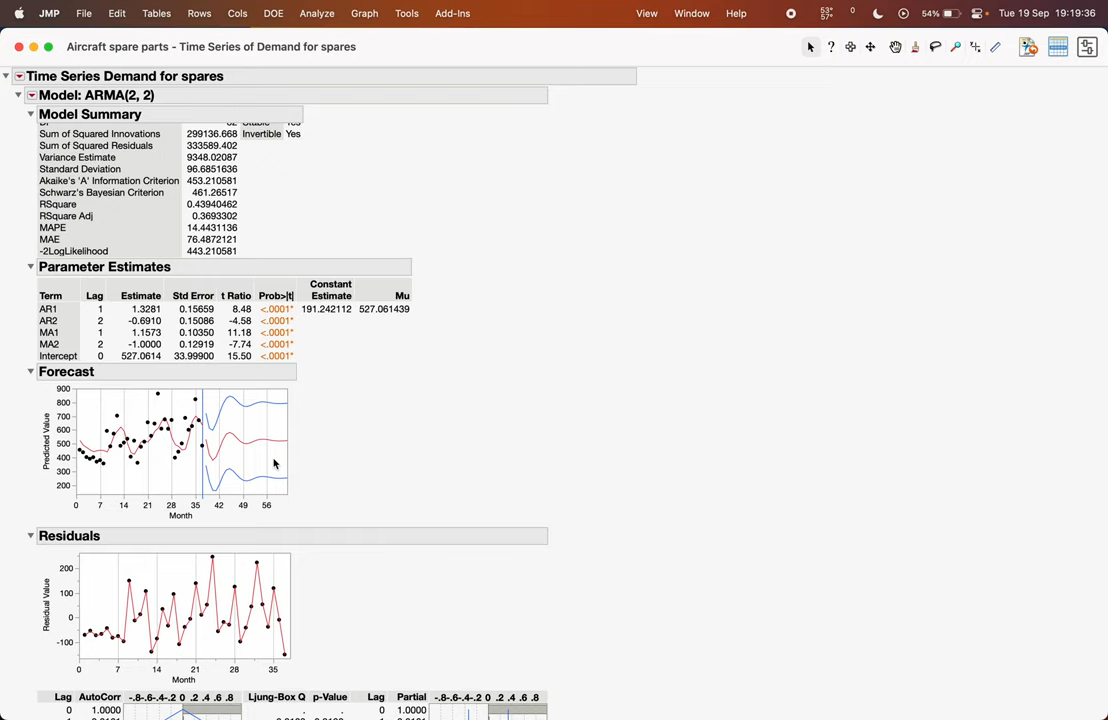 JMP File Edit Tables Rows Cols DOE Analyze Graph Tools Add-Ins View Window Help 53° 57° 0 54% Tue 19 Sep 19:19:36
Aircraft spare parts - Time Series of Demand for spares
Time Series Demand for spares
Model: ARMA(2, 2)
Model Summary
Sum of Squared Innovations 299136.668 Invertible Yes
Sum of Squared Residuals 333589.402
Variance Estimate 9348.02087
Standard Deviation 96.6851636
Akaike's 'A' Information Criterion 453.210581
Schwarz's Bayesian Criterion 461.26517
RSquare 0.43940462
RSquare Adj 0.3693302
MAPE 14.4431136
MAE 76.4872121
-2LogLikelihood 443.210581
Parameter Estimates
Constant
Term Lag Estimate Std Error t Ratio Prob>|t| Estimate Mu
AR1 1 1.3281 0.15659 8.48 <.0001* 191.242112 527.061439
AR2 2 -0.6910 0.15086 -4.58 <.0001*
MA1 1 1.1573 0.10350 11.18 <.0001*
MA2 2 -1.0000 0.12919 -7.74 <.0001*
Intercept 0 527.0614 33.99900 15.50 <.0001*
Forecast
900
800
700
600
500
400
300
200
Predicted Value
0 7 14 21 28 35 42 49 56
Month
Residuals
200
100
0
-100
Residual Value
0 7 14 21 28 35
Month
Lag AutoCorr -.8-.6-.4-.2 0 .2 .4 .6 .8 Ljung-Box Q p-Value Lag Partial -.8-.6-.4-.2 0 .2 .4 .6 .8
0 1.0000 . . 0 1.0000